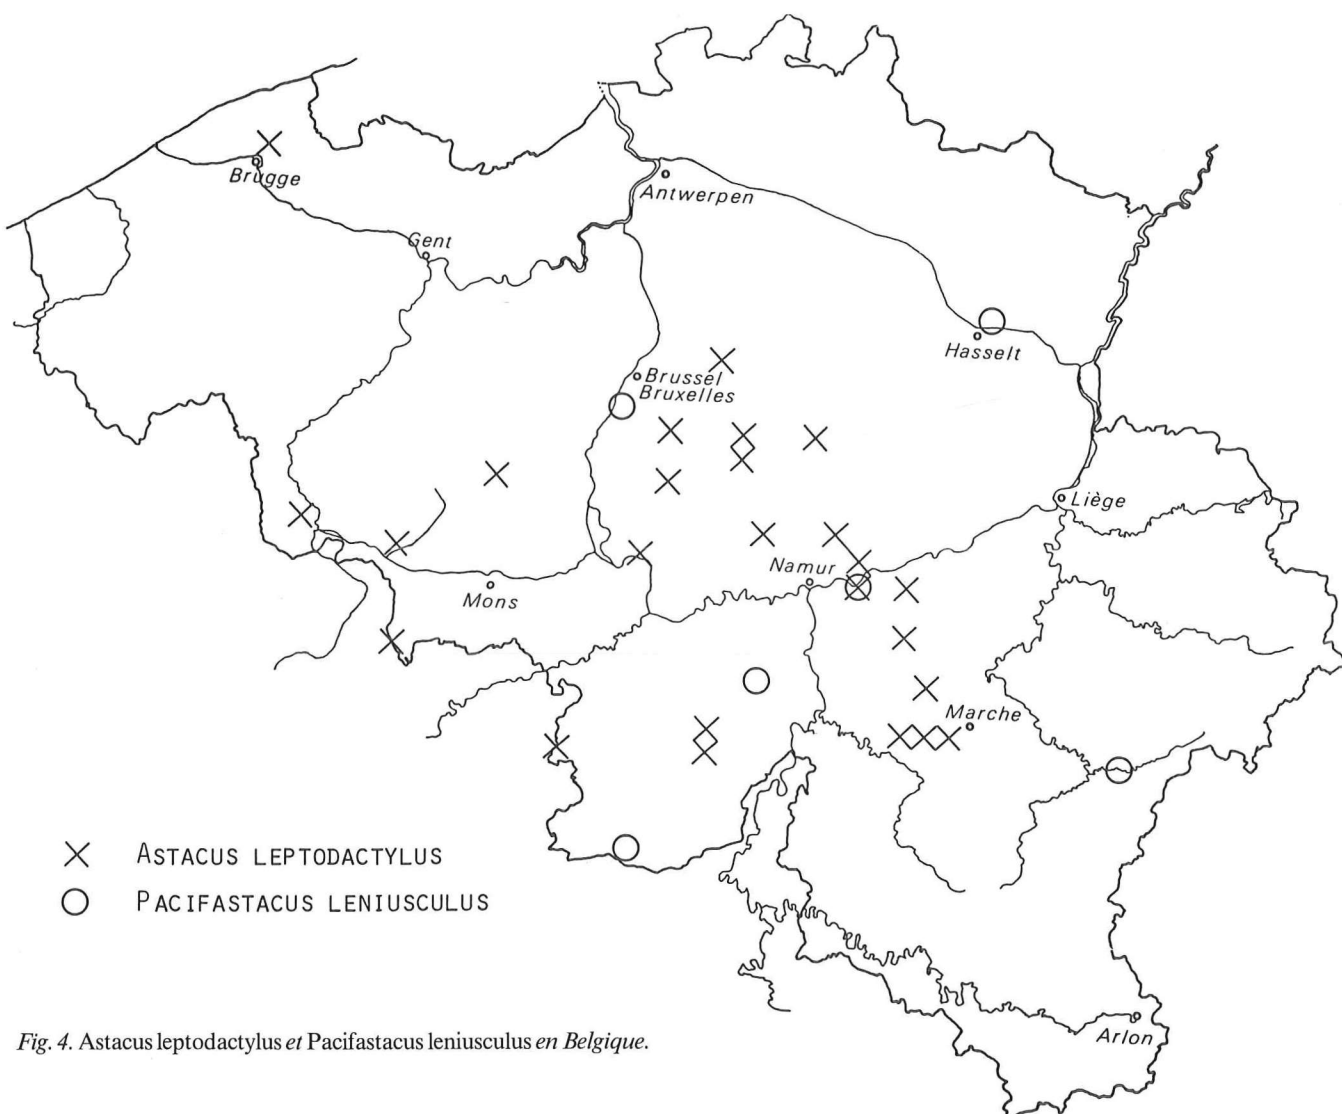 Brugge
Antwerpen
Gent
Hasselt
Brussel
Bruxelles
Liège
Namur
Mons
Marche
ASTACUS LEPTODACTYLUS
PACIFASTACUS LENIUSCULUS
Arlon
Fig. 4. Astacus leptodactylus et Pacifastacus leniusculus en Belgique.